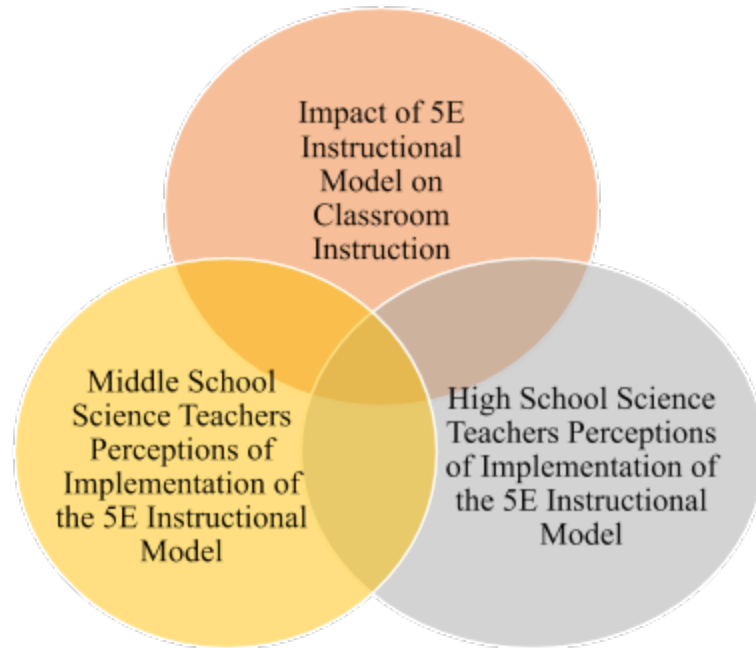 Impact of 5E
Instructional
Model on
Classroom
Instruction
Middle School
Science Teachers
Perceptions of
Implementation of
the 5E Instructional
Model
High School Science
Teachers Perceptions
of Implementation of
the 5E Instructional
Model